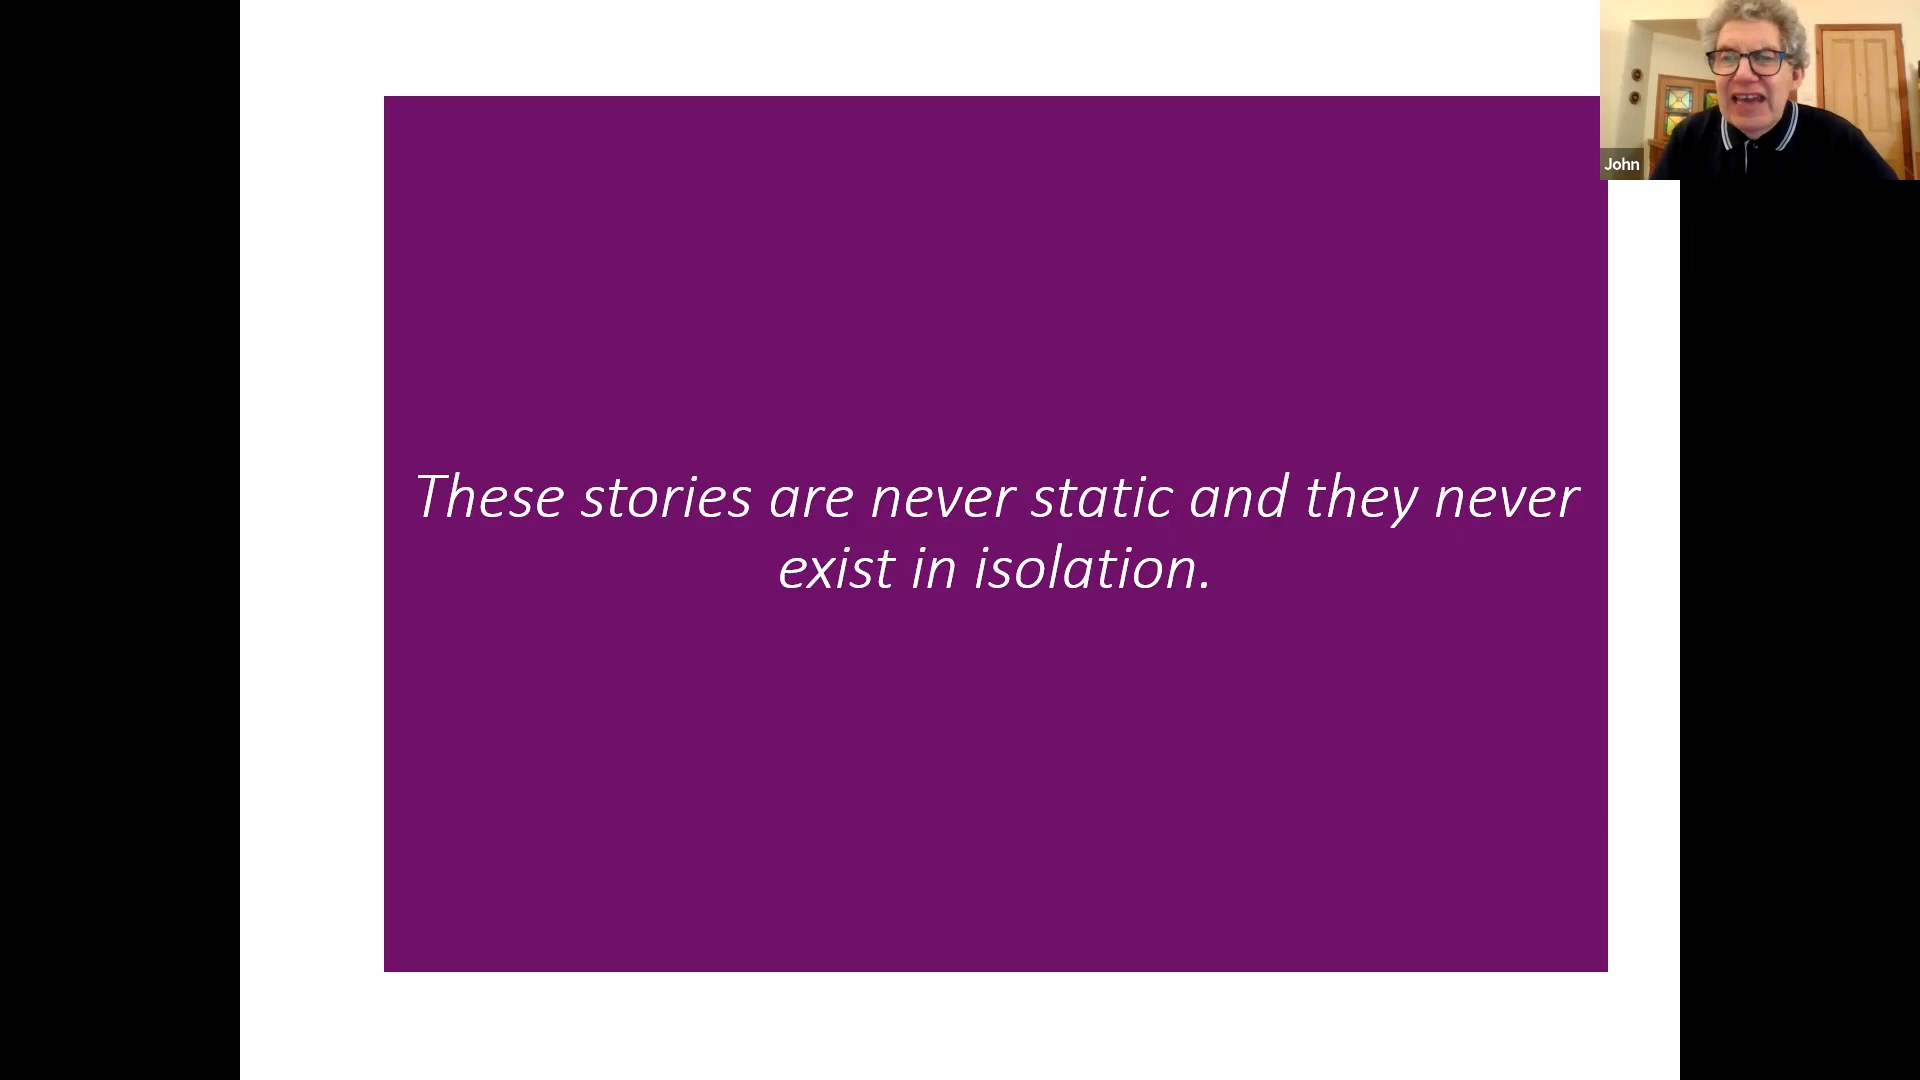 These stories are never static and they never
exist in isolation.
John